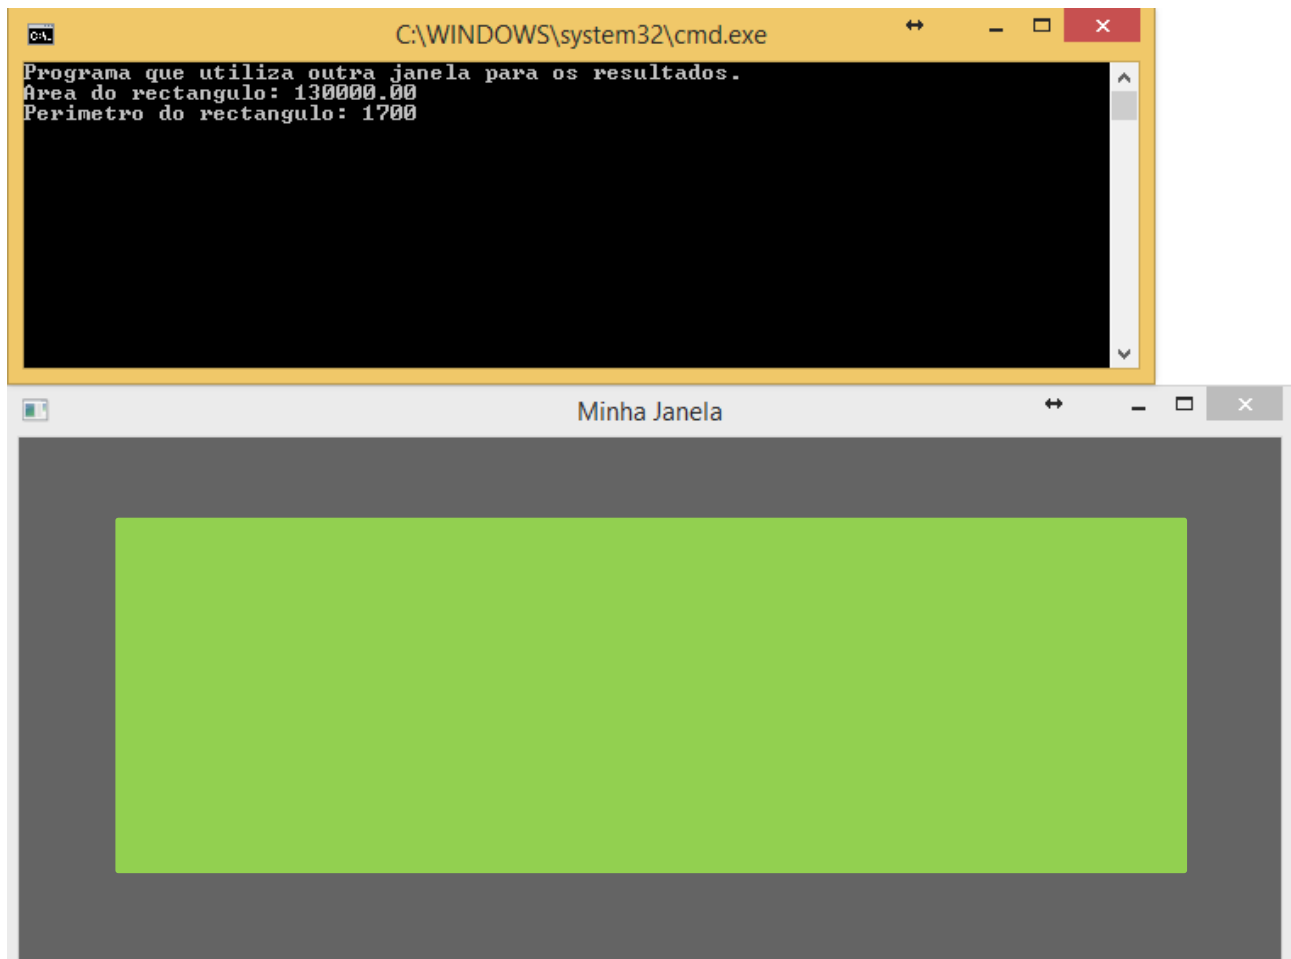 C:\WINDOWS\system32\cmd.exe
Programa que utiliza outra janela para os resultados.
Area do rectangulo: 130000.00
Perimetro do rectangulo: 1700
Minha Janela